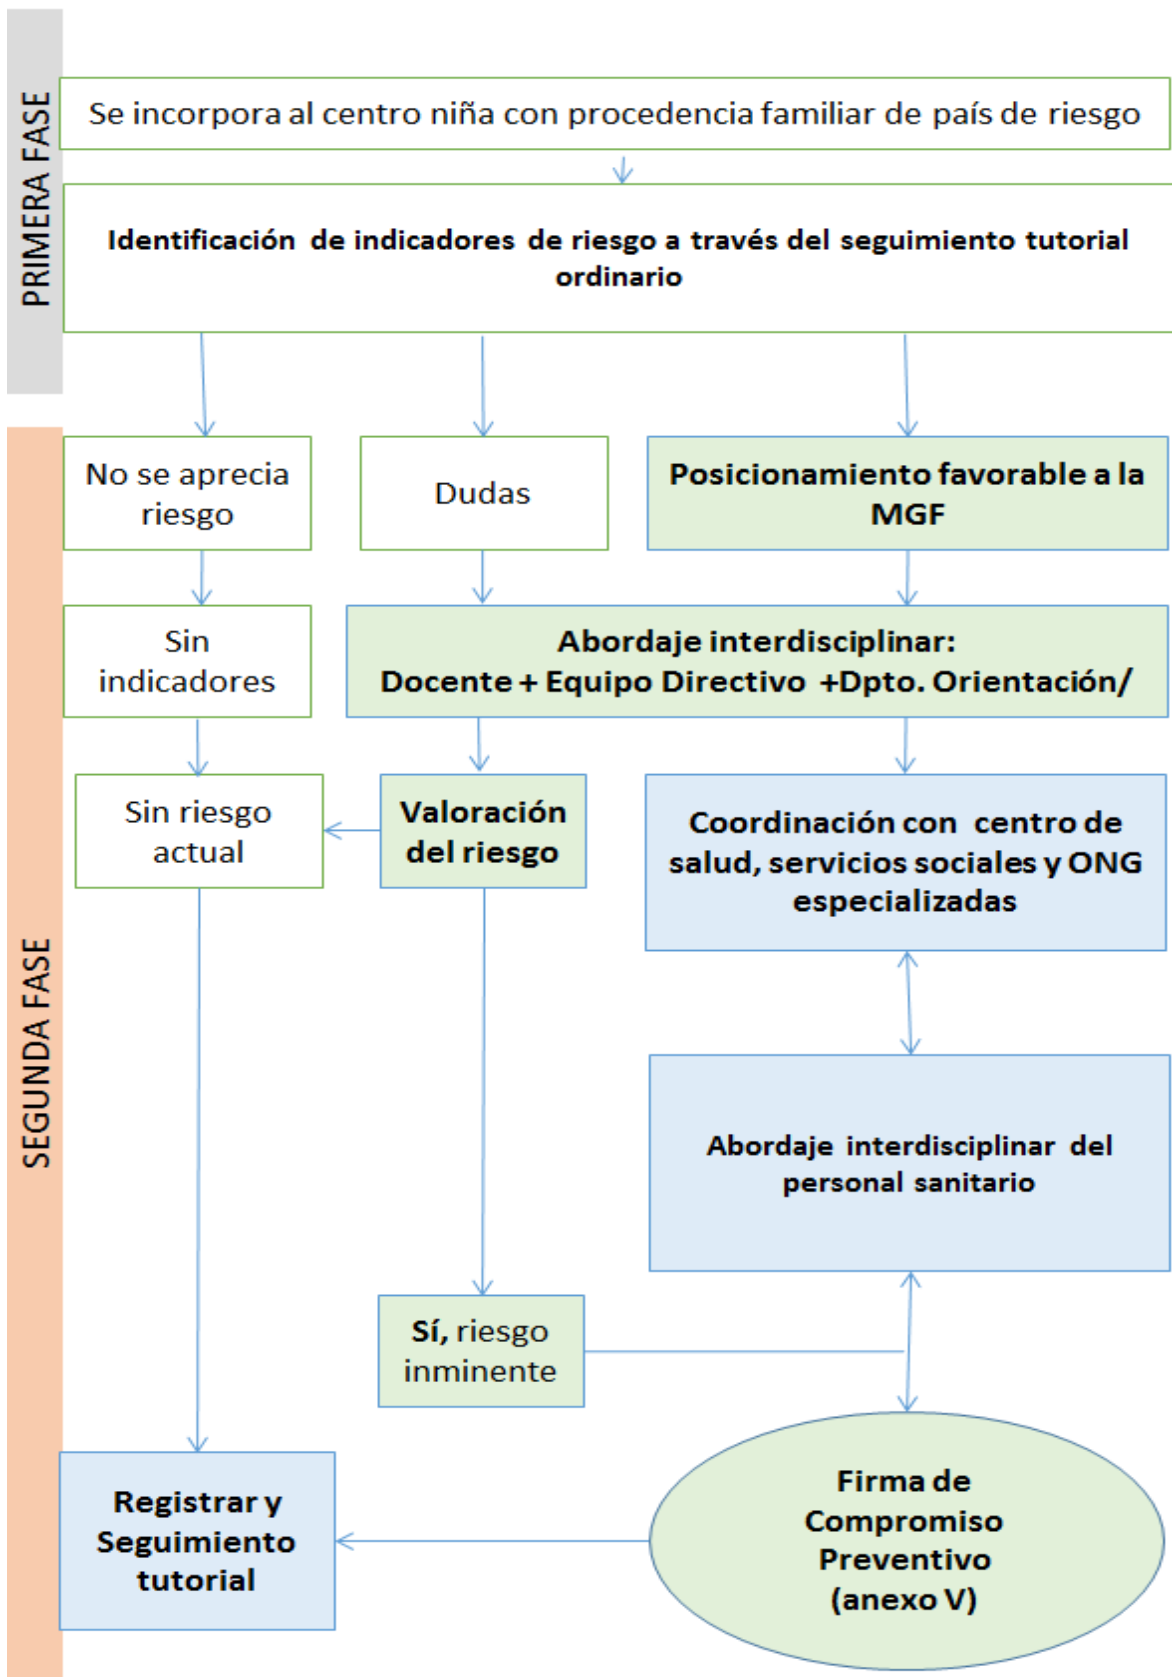 PRIMERA FASE
Se incorpora al centro niña con procedencia familiar de país de riesgo
Identificación de indicadores de riesgo a través del seguimiento tutorial
ordinario
SEGUNDA FASE
No se aprecia
riesgo
Dudas
Posicionamiento favorable a la
MGF
Sin
indicadores
Abordaje interdisciplinar:
Docente + Equipo Directivo +Dpto. Orientación/
Sin riesgo
actual
Valoración
del riesgo
Coordinación con centro de
salud, servicios sociales y ONG
especializadas
Abordaje interdisciplinar del
personal sanitario
Sí, riesgo
inminente
Registrar y
Seguimiento
tutorial
Firma de
Compromiso
Preventivo
(anexo V)